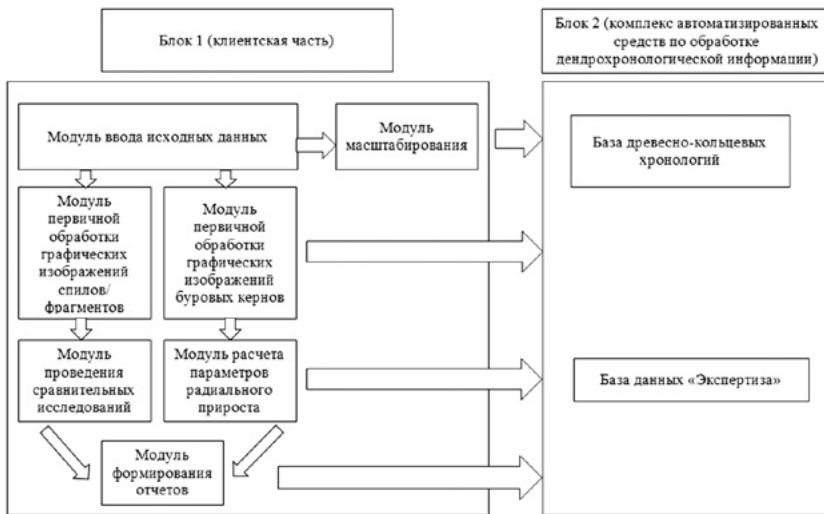 Блок 1 (клиентская часть)
Блок 2 (комплекс автоматизированных
средств по обработке
дендрохронологической информации)
Модуль ввода исходных данных
Модуль
масштабирования
База древесно-кольцевых
хронологий
Модуль
первичной
обработки
графических
изображений
спилов/
фрагментов
Модуль
первичной
обработки
графических
изображений
буровых кернов
Модуль
проведения
сравнительных
исследований
Модуль расчета
параметров
радиального
прироста
База данных «Экспертиза»
Модуль
формирования
отчетов